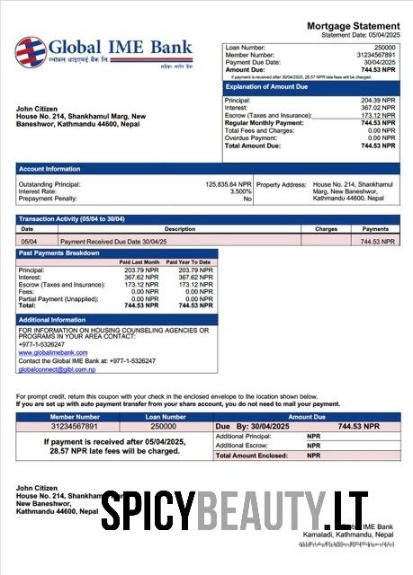 Mortgage Statement
Statement Date: 05/04/2025
Global IME Bank
ग्लोबल आइएमई बैंक लि.
Loan Number: 250000
Member Number: 31234567891
Payment Due Date: 30/04/2025
Amount Due: 744.53 NPR
If payment is received after 30/04/2025, 28.57 NPR late fees will be charged.
Explanation of Amount Due
Principal: 204.39 NPR
Interest: 367.02 NPR
Escrow (Taxes and Insurance): 173.12 NPR
Regular Monthly Payment: 744.53 NPR
Total Fees and Charges: 0.00 NPR
Overdue Payment: 0.00 NPR
Total Amount Due: 744.53 NPR
John Citizen
House No. 214, Shankhamul Marg, New
Baneshwor, Kathmandu 44600, Nepal
Account Information
Outstanding Principal: 125,835.84 NPR
Interest Rate: 3.500%
Prepayment Penalty: No
Property Address: House No. 214, Shankhamul
Marg, New Baneshwor,
Kathmandu 44600, Nepal
Transaction Activity (05/04 to 30/04)
Date Description Charges Payments
05/04 Payment Received Due Date 30/04/25 744.53 NPR
Past Payments Breakdown
Paid Last Month Paid Year To Date
Principal: 203.79 NPR 203.79 NPR
Interest: 367.62 NPR 367.62 NPR
Escrow (Taxes and Insurance): 173.12 NPR 173.12 NPR
Fees: 0.00 NPR 0.00 NPR
Partial Payment (Unapplied): 0.00 NPR 0.00 NPR
Total: 744.53 NPR 744.53 NPR
Additional Information
FOR INFORMATION ON HOUSING COUNSELING AGENCIES OR
PROGRAMS IN YOUR AREA CONTACT:
+977-1-5326247
www.globalimebank.com
Contact the Global IME Bank at: +977-1-5326247
globalconnect@gibl.com.np
For prompt credit, return this coupon with your check in the enclosed envelope to the location shown below.
If you are set up with auto payment transfer from your share account, you do not need to mail your payment.
Member Number Loan Number Amount Due
31234567891 250000 Due By: 30/04/2025 744.53 NPR
If payment is received after 05/04/2025,
28.57 NPR late fees will be charged.
Additional Principal: NPR
Additional Escrow: NPR
Total Amount Enclosed: NPR
John Citizen
House No. 214, Shankham
New Baneshwor,
Kathmandu 44600, Nepal
SPICYBEAUTY.LT
IME Bank
Kamaladi, Kathmandu, Nepal